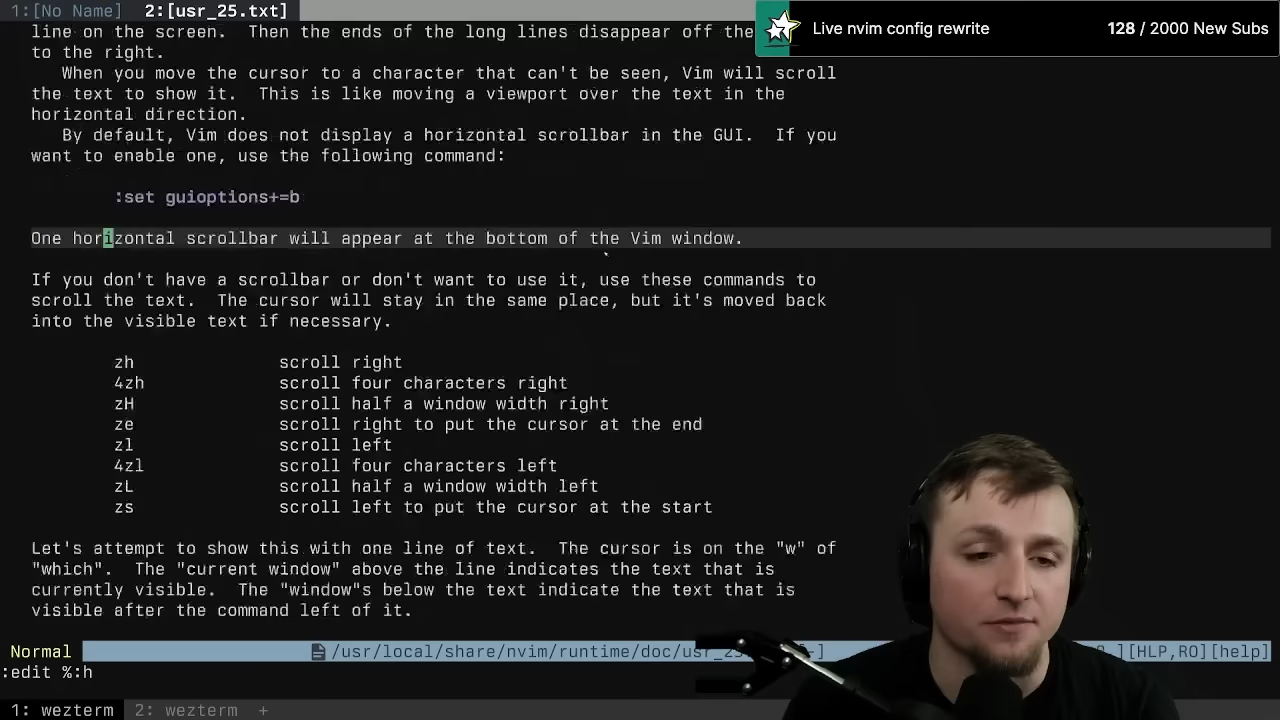 1:[No Name]  2:[usr_25.txt]
Live nvim config rewrite 128 / 2000 New Subs
line on the screen.  Then the ends of the long lines disappear off the
to the right.
When you move the cursor to a character that can't be seen, Vim will scroll
the text to show it.  This is like moving a viewport over the text in the
horizontal direction.
By default, Vim does not display a horizontal scrollbar in the GUI.  If you
want to enable one, use the following command:
:set guioptions+=b
One horizontal scrollbar will appear at the bottom of the Vim window.
If you don't have a scrollbar or don't want to use it, use these commands to
scroll the text.  The cursor will stay in the same place, but it's moved back
into the visible text if necessary.
zh scroll right
4zh scroll four characters right
zH scroll half a window width right
ze scroll right to put the cursor at the end
zl scroll left
4zl scroll four characters left
zL scroll half a window width left
zs scroll left to put the cursor at the start
Let's attempt to show this with one line of text.  The cursor is on the "w" of
"which".  The "current window" above the line indicates the text that is
currently visible.  The "window"s below the text indicate the text that is
visible after the command left of it.
Normal /usr/local/share/nvim/runtime/doc/usr_2 ][HLP,RO][help]
:edit %:h
1: wezterm 2: wezterm +